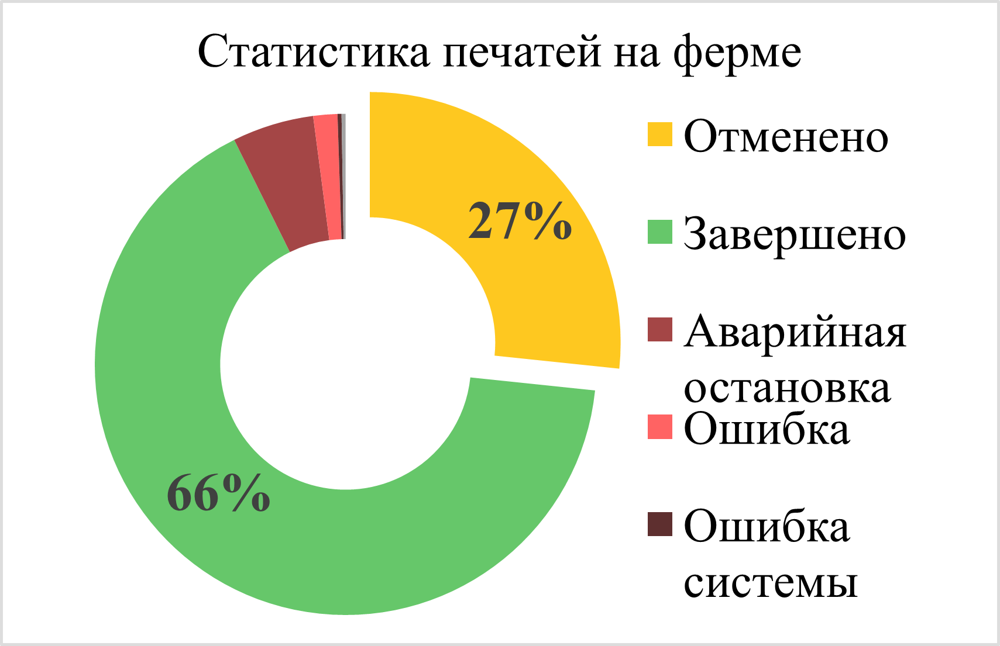 Статистика печатей на ферме
27%
66%
Отменено
Завершено
Аварийная
остановка
Ошибка
Ошибка
системы